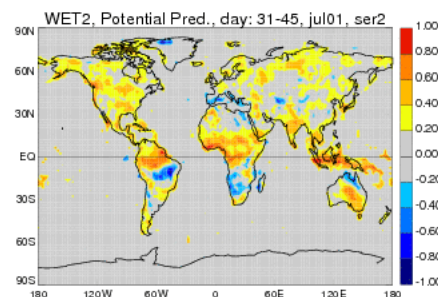 WET2, Potential Pred., day: 31-45, jul01, ser2
90N
60N
30N
EQ
30S
60S
90S
180 120W 60W 0 60E 120E 180
1.00
0.80
0.60
0.40
0.20
0.00
-0.20
-0.40
-0.60
-0.80
-1.00